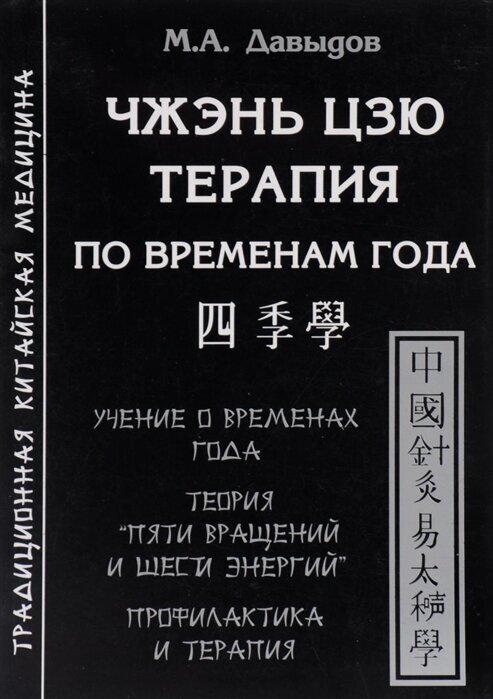 М.А. Давыдов
ЧЖЭНЬ ЦЗЮ
ТЕРАПИЯ
ПО ВРЕМЕНАМ ГОДА
四季學
УЧЕНИЕ О ВРЕМЕНАХ
ГОДА
ТЕОРИЯ
"ПЯТИ ВРАЩЕНИЙ
И ШЕСТИ ЭНЕРГИЙ"
ПРОФИЛАКТИКА
И ТЕРАПИЯ
ТРАДИЦИОННАЯ КИТАЙСКАЯ МЕДИЦИНА
中國針灸易太學